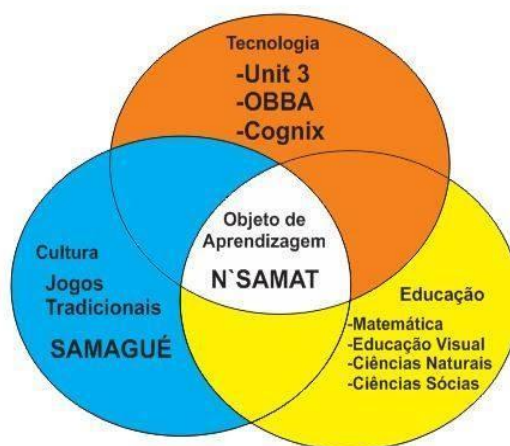 Tecnologia
-Unit 3
-OBBA
-Cognix
Objeto de
Aprendizagem
N`SAMAT
Cultura
Jogos
Tradicionais
SAMAGUÉ
Educação
-Matemática
-Educação Visual
-Ciências Naturais
-Ciências Sócias